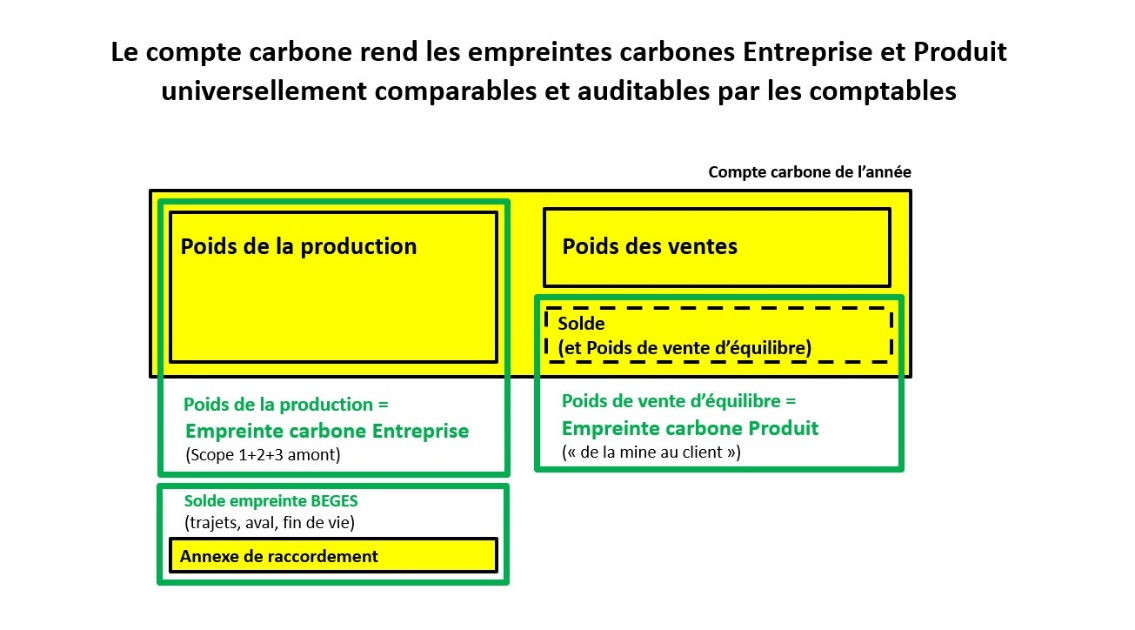 Le compte carbone rend les empreintes carbones Entreprise et Produit
universellement comparables et auditables par les comptables
Compte carbone de l’année
Poids de la production
Poids des ventes
Solde
(et Poids de vente d’équilibre)
Poids de la production =
Empreinte carbone Entreprise
(Scope 1+2+3 amont)
Poids de vente d’équilibre =
Empreinte carbone Produit
(« de la mine au client »)
Solde empreinte BEGES
(trajets, aval, fin de vie)
Annexe de raccordement